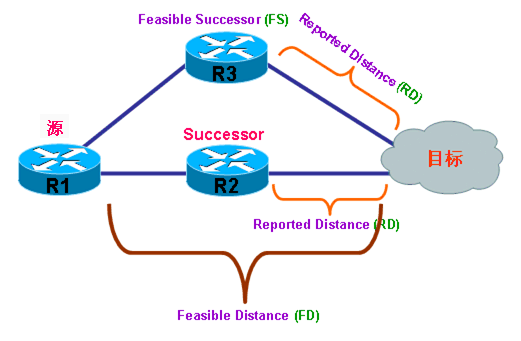 Feasible Successor (FS)
Reported Distance (RD)
R3
源
Successor
目标
R1
R2
Reported Distance (RD)
Feasible Distance (FD)